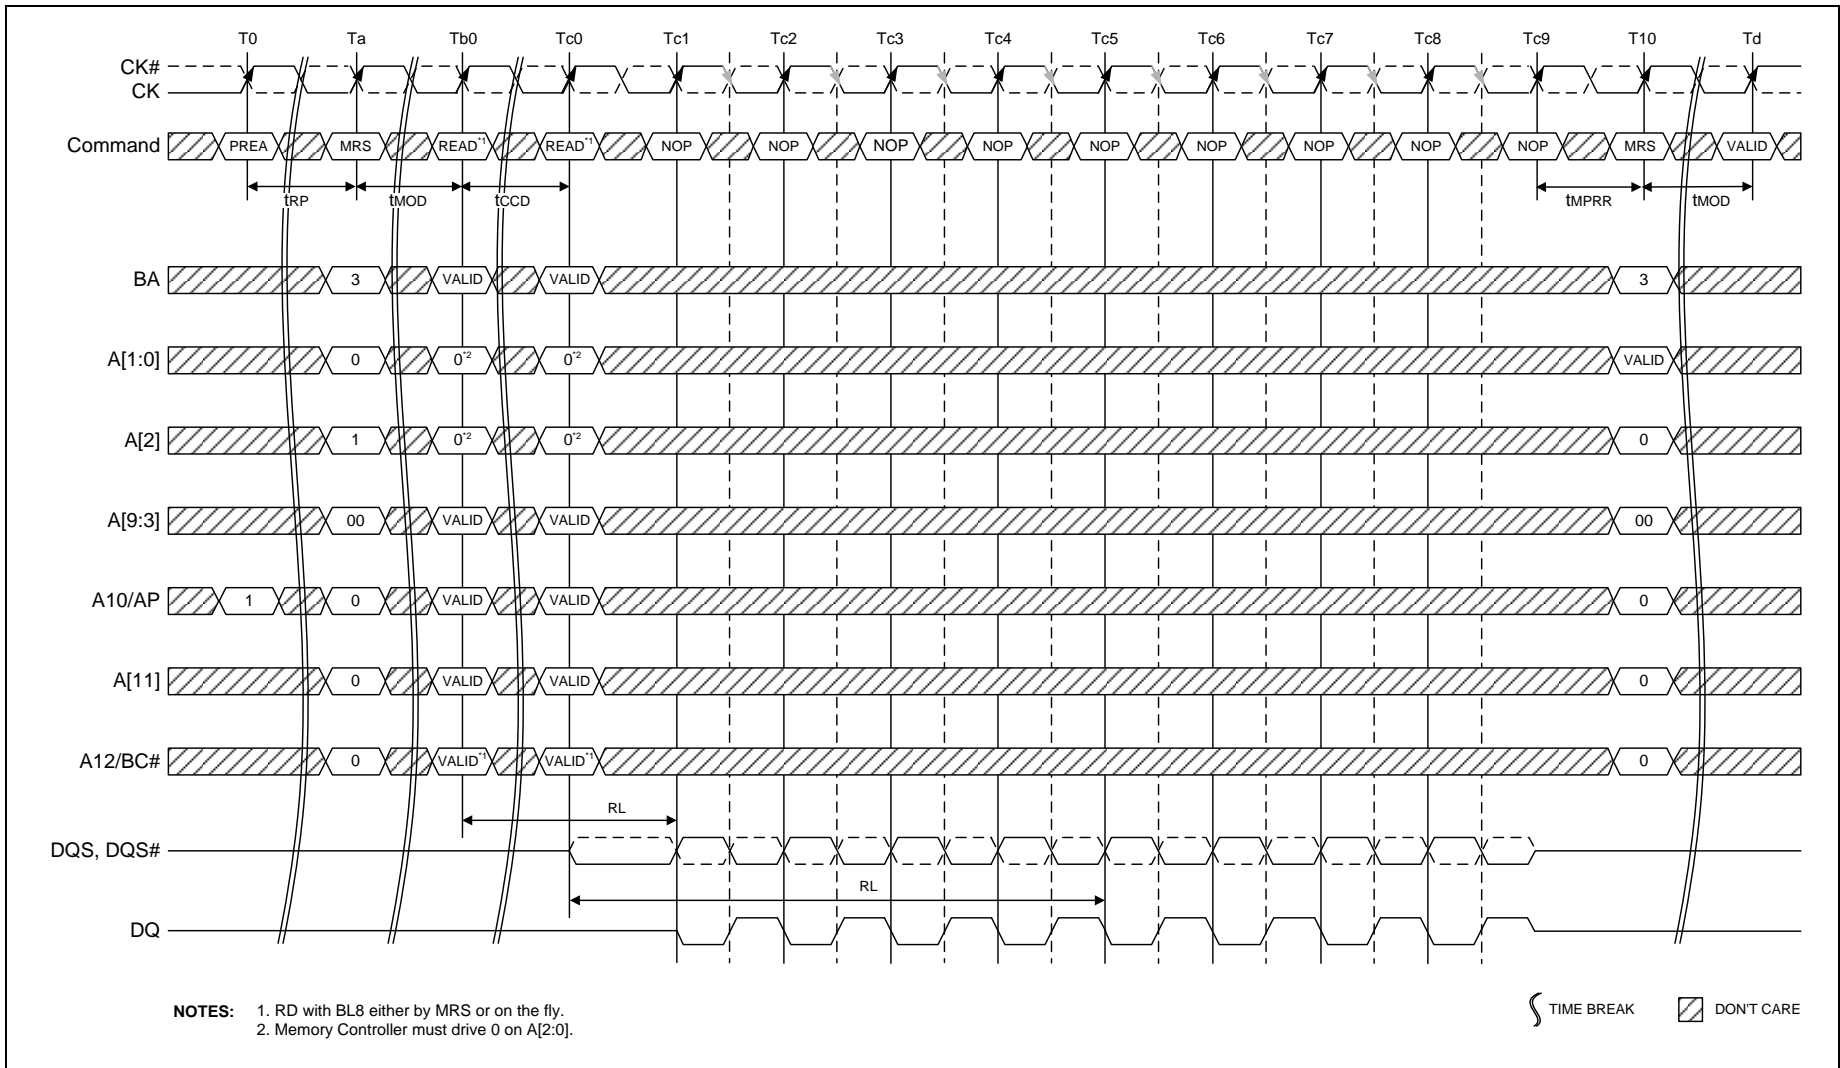 T0 Ta Tb0 Tc0 Tc1 Tc2 Tc3 Tc4 Tc5 Tc6 Tc7 Tc8 Tc9 T10 Td
CK#
CK
Command PREA MRS READ*1 READ*1 NOP NOP NOP NOP NOP NOP NOP NOP NOP MRS VALID
tRP tMOD tCCD tMPRR tMOD
BA 3 VALID VALID 3
A[1:0] 0 0*2 0*2 VALID
A[2] 1 0*2 0*2 0
A[9:3] 00 VALID VALID 00
A10/AP 1 0 VALID VALID 0
A[11] 0 VALID VALID 0
A12/BC# 0 VALID*1 VALID*1 0
RL
DQS, DQS#
RL
DQ
NOTES: 1. RD with BL8 either by MRS or on the fly.
2. Memory Controller must drive 0 on A[2:0].
TIME BREAK DON'T CARE